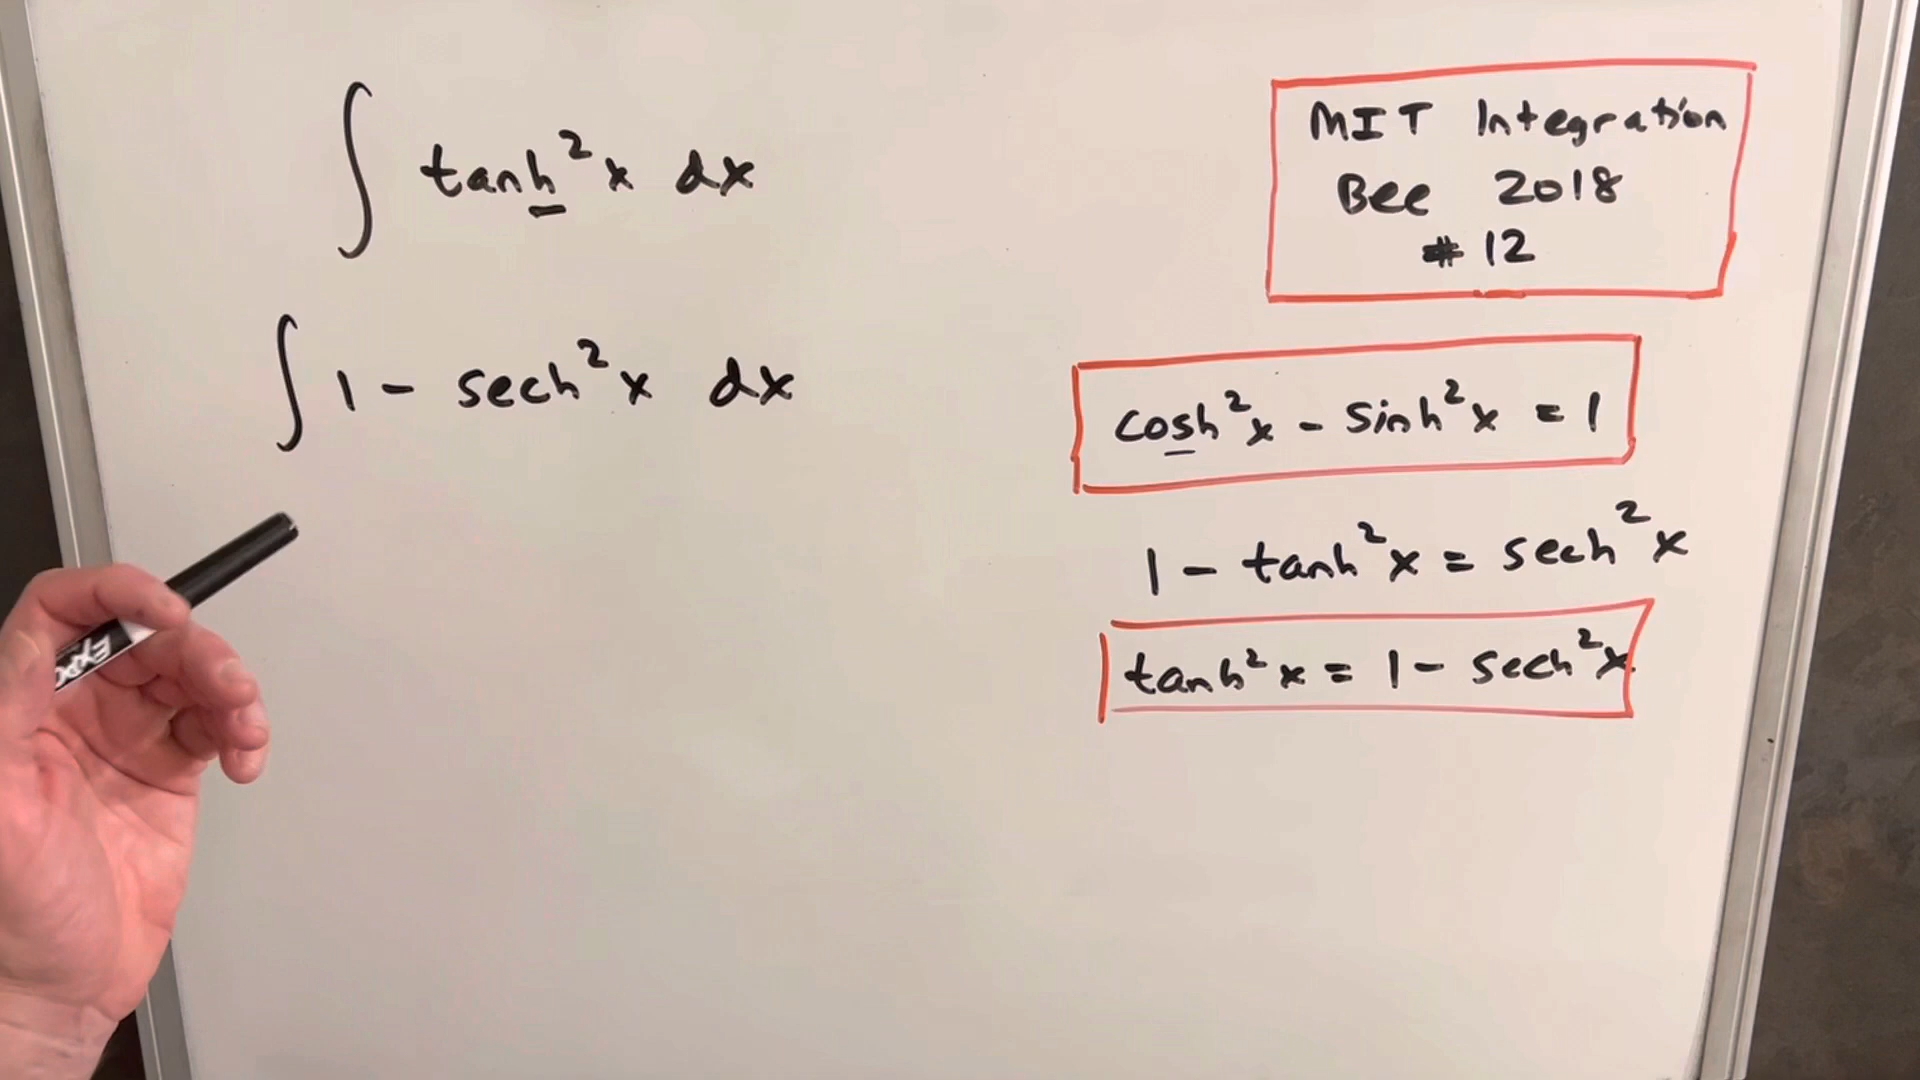 ∫ tanh²x dx
∫ 1 - sech²x dx
MIT Integration
Bee 2018
# 12
cosh²x - sinh²x = 1
1 - tanh²x = sech²x
tanh²x = 1 - sech²x